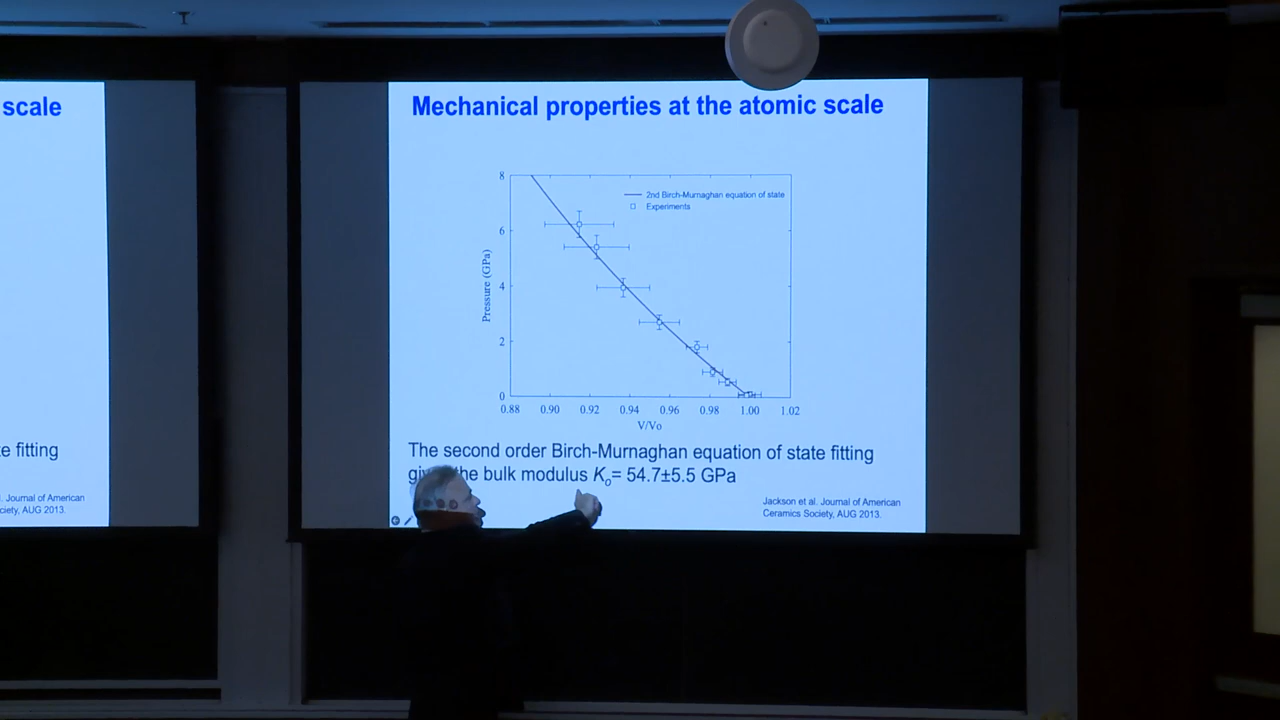 scale
Mechanical properties at the atomic scale
8
2nd Birch-Murnaghan equation of state
Experiments
6
Pressure (GPa)
4
2
0
0.88 0.90 0.92 0.94 0.96 0.98 1.00 1.02
V/Vo
e fitting
The second order Birch-Murnaghan equation of state fitting
the bulk modulus Ko= 54.7±5.5 GPa
. Journal of American
ciety, AUG 2013.
Jackson et al. Journal of American
Ceramics Society, AUG 2013.